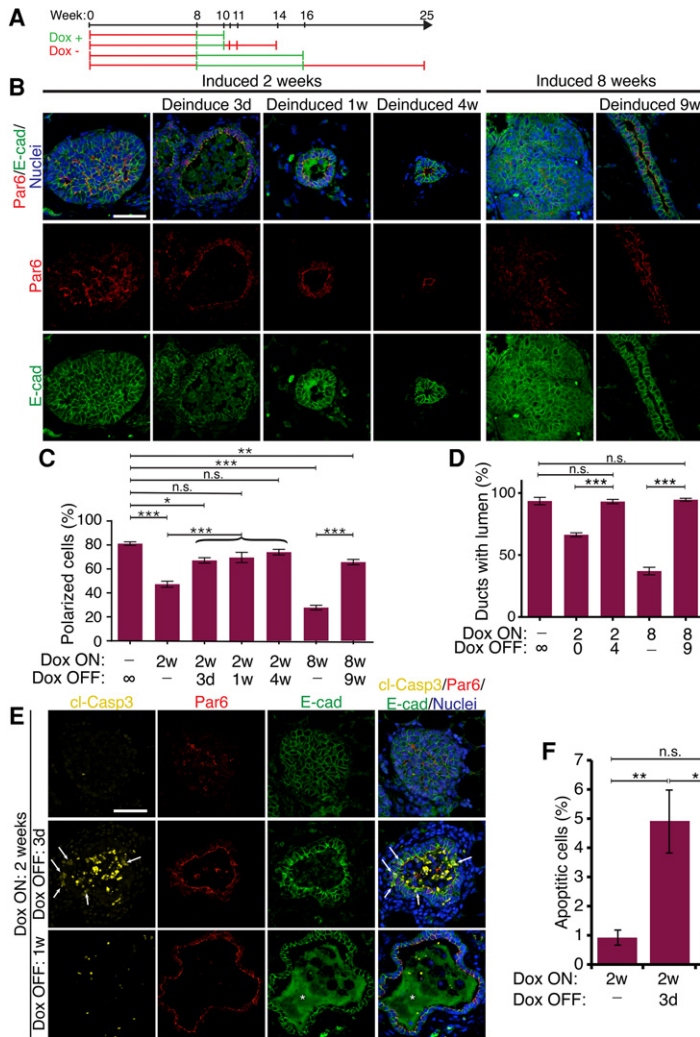 A
Week: 0 8 10 11 14 16 25
Dox +
Dox -
B
Induced 2 weeks
Induced 8 weeks
Deinduce 3d
Deinduced 1w
Deinduced 4w
Deinduced 9w
Par6/E-cad/
Nuclei
Par6
E-cad
C
**
***
n.s.
n.s.
*
***
***
***
Polarized cells (%)
100
80
60
40
20
0
Dox ON: – 2w 2w 2w 2w 8w 8w
Dox OFF: ∞ – 3d 1w 4w – 9w
D
n.s.
n.s.
***
***
Ducts with lumen (%)
100
50
0
Dox ON: – 2 2 8 8
Dox OFF: ∞ 0 4 – 9
E
cl-Casp3
Par6
E-cad
cl-Casp3/Par6/
E-cad/Nuclei
Dox ON: 2 weeks
Dox OFF: 3d
Dox OFF: 1w
*
*
F
n.s.
**
*
Apoptitic cells (%)
7
6
5
4
3
2
1
0
Dox ON: 2w 2w
Dox OFF: – 3d